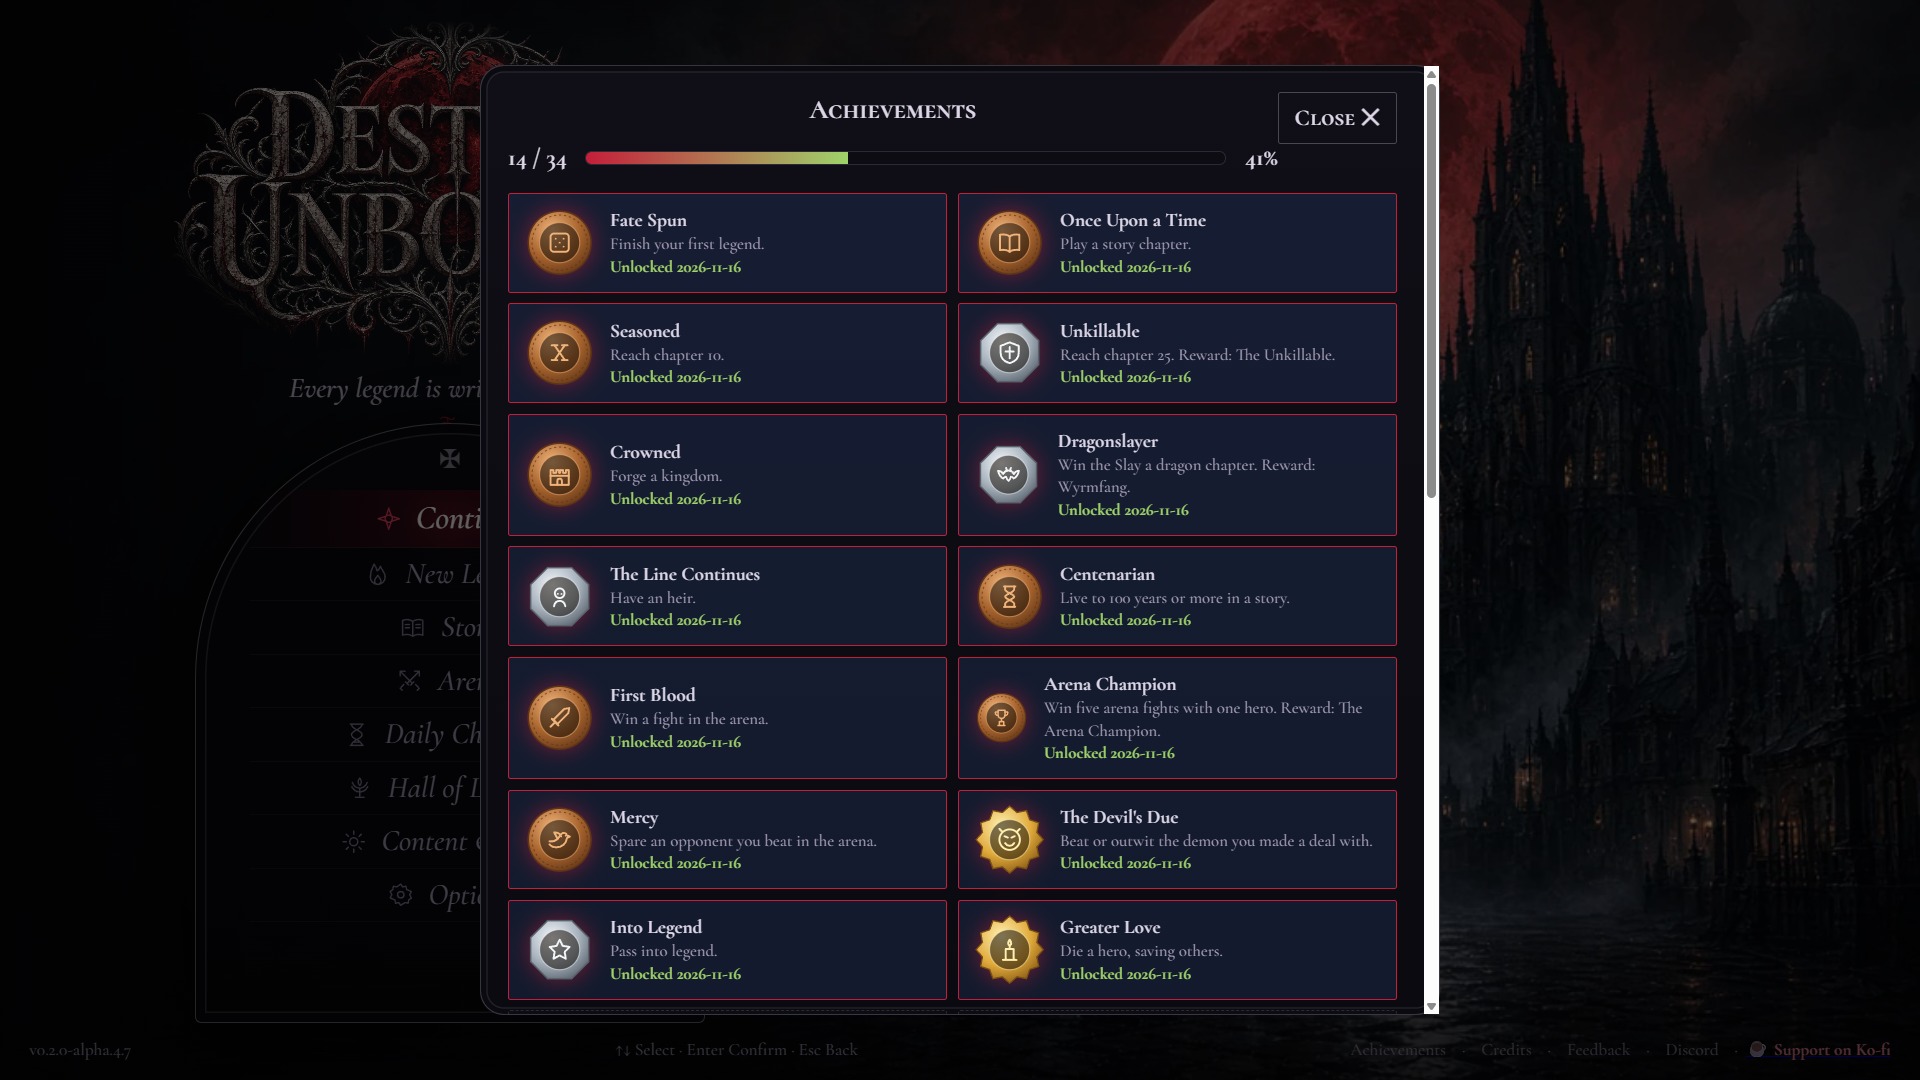 DEST
UNBO
Every legend is wri
Conti
New Le
Stor
Aren
Daily Ch
Hall of L
Content
Optio
Achievements
Close
14 / 34
41%
Fate Spun
Finish your first legend.
Unlocked 2026-11-16
Once Upon a Time
Play a story chapter.
Unlocked 2026-11-16
X
Seasoned
Reach chapter 10.
Unlocked 2026-11-16
Unkillable
Reach chapter 25. Reward: The Unkillable.
Unlocked 2026-11-16
Crowned
Forge a kingdom.
Unlocked 2026-11-16
Dragonslayer
Win the Slay a dragon chapter. Reward:
Wyrmfang.
Unlocked 2026-11-16
The Line Continues
Have an heir.
Unlocked 2026-11-16
Centenarian
Live to 100 years or more in a story.
Unlocked 2026-11-16
First Blood
Win a fight in the arena.
Unlocked 2026-11-16
Arena Champion
Win five arena fights with one hero. Reward: The
Arena Champion.
Unlocked 2026-11-16
Mercy
Spare an opponent you beat in the arena.
Unlocked 2026-11-16
The Devil's Due
Beat or outwit the demon you made a deal with.
Unlocked 2026-11-16
Into Legend
Pass into legend.
Unlocked 2026-11-16
Greater Love
Die a hero, saving others.
Unlocked 2026-11-16
v0.2.0-alpha.4.7
↑↓ Select · Enter Confirm · Esc Back
Achievements · Credits · Feedback · Discord · Support on Ko-fi